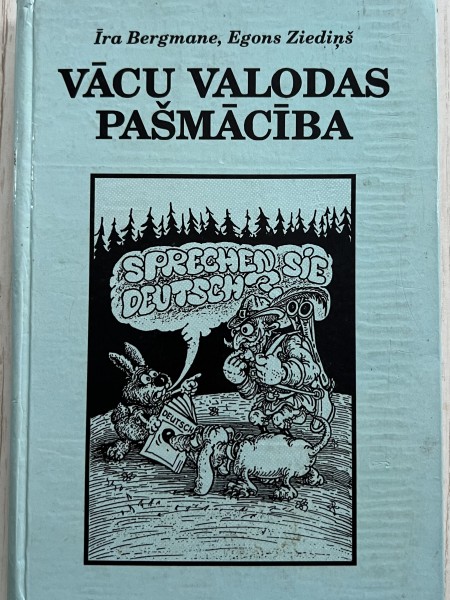 Īra Bergmane, Egons Ziediņš
VĀCU VALODAS
PAŠMĀCĪBA
SPRECHEN SIE
DEUTSCH?
DEUTSCH